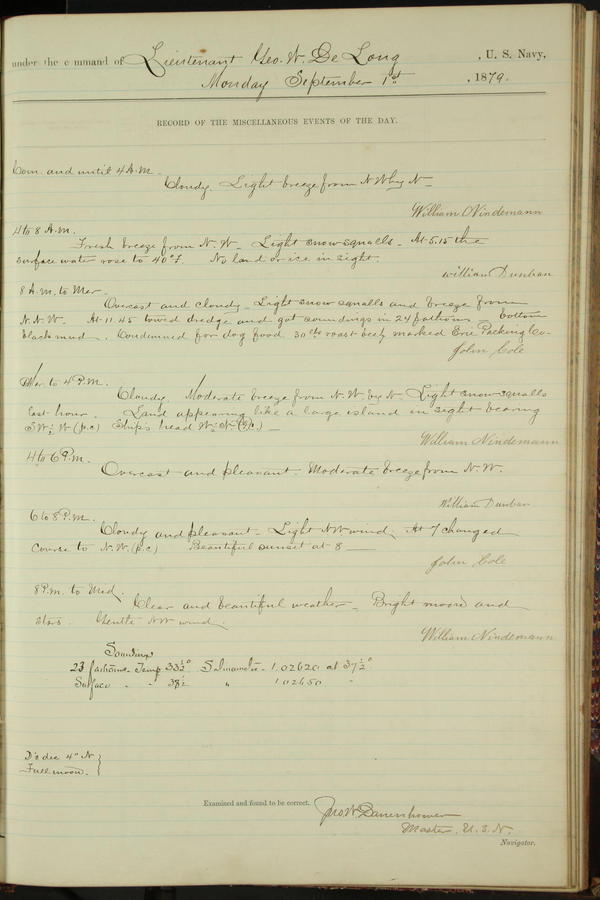 under the command of Lieutenant Geo. W. De Long , U. S. Navy,
Monday September 1st , 1879.
RECORD OF THE MISCELLANEOUS EVENTS OF THE DAY.
Com. and until 4 A.M.
Cloudy. Light breeze from N W by N
William Nindemann
4 to 8 A.M.
Fresh breeze from N. W. Light snow squalls. At 5.15 the
surface water rose to 40° F. No land or ice in sight.
William Dunbar
8 A.M. to Mer.
Overcast and cloudy. Light snow squalls and breeze from
N. N. W. At 11.45 towed dredge and got soundings in 24 fathoms bottom
black mud. Condemned for dog food 30 lbs roast beef marked Erie Packing Co.
John Cole
Mer. to 4 P.M.
Cloudy. Moderate breeze from N. W. by N. Light snow squalls
last hour. Land appearing like a large island in sight bearing
(p.c) Ship's head
William Nindemann
4 to 6 P.M.
Overcast and pleasant. Moderate breeze from N. W.
William Dunbar
6 to 8 P.M.
Cloudy and pleasant. Light NW wind. At 7 changed
course to N. W. (p.c) Beautiful sunset at 8
John Cole
8 P.M. to Mid.
Clear and beautiful weather. Bright moon and
stars. Gentle NW wind.
William Nindemann
Sounding
23 fathoms Temp 33½° Salinometer 1.02620 at 37½°
Surface " " 38½ " 1.02650 "
dec 4° N
Full moon.
Examined and found to be correct.
Jno. W. Danenhower
Master, U. S. N.
Navigator.